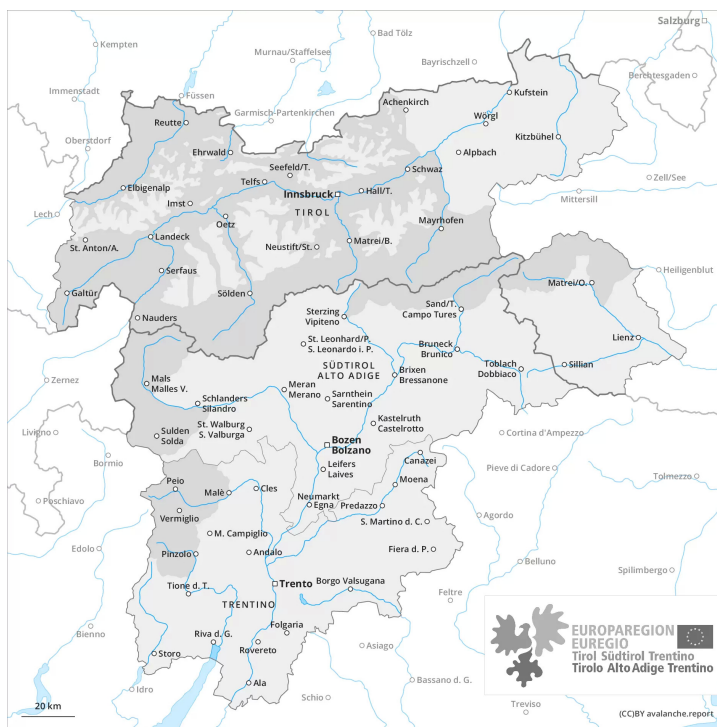 Salzburg
Kempten
Bad Tölz
Murnau/Staffelsee
Bayrischzell
Berchtesgaden
Immenstadt
Füssen
Achenkirch
Kufstein
Garmisch-Partenkirchen
Reutte
Wörgl
Oberstdorf
Ehrwald
Kitzbühel
Alpbach
Seefeld/T.
Schwaz
Telfs
Zell/See
Elbigenalp
Innsbruck
Hall/T.
Mittersill
Imst
TIROL
Lech
Oetz
Mayrhofen
Landeck
Neustift/St.
Matrei/B.
St. Anton/A.
Serfaus
Heiligenblut
Matrei/O.
Galtür
Sölden
Sand/T.
Campo Tures
Nauders
Sterzing
Vipiteno
Lienz
St. Leonhard/P.
S. Leonardo i. P.
Bruneck
Brunico
SÜDTIROL
ALTO ADIGE
Toblach
Dobbiaco
Sillian
Brixen
Bressanone
Zernez
Mals
Malles V.
Meran
Merano
Schlanders
Silandro
Sarnthein
Sarentino
Kastelruth
Castelrotto
St. Walburg
S. Valburga
Livigno
Sulden
Solda
Cortina d'Ampezzo
Bozen
Bolzano
Bormio
Canazei
Pieve di Cadore
Leifers
Laives
Tolmezzo
Peio
Malè
Cles
Moena
Poschiavo
Neumarkt
Egna
Predazzo
Vermiglio
Agordo
S. Martino d. C.
M. Campiglio
Edolo
Pinzolo
Andalo
Fiera d. P.
Belluno
Spilimbergo
Tione d. T.
Trento
Borgo Valsugana
Feltre
TRENTINO
Folgaria
Bienno
Riva d. G.
Rovereto
Asiago
Storo
Bassano d. G.
Ala
Idro
Schio
Treviso
EUROPAREGION
EUREGIO
Tirol Südtirol Trentino
Tirolo Alto Adige Trentino
20 km
(CC)BY avalanche.report